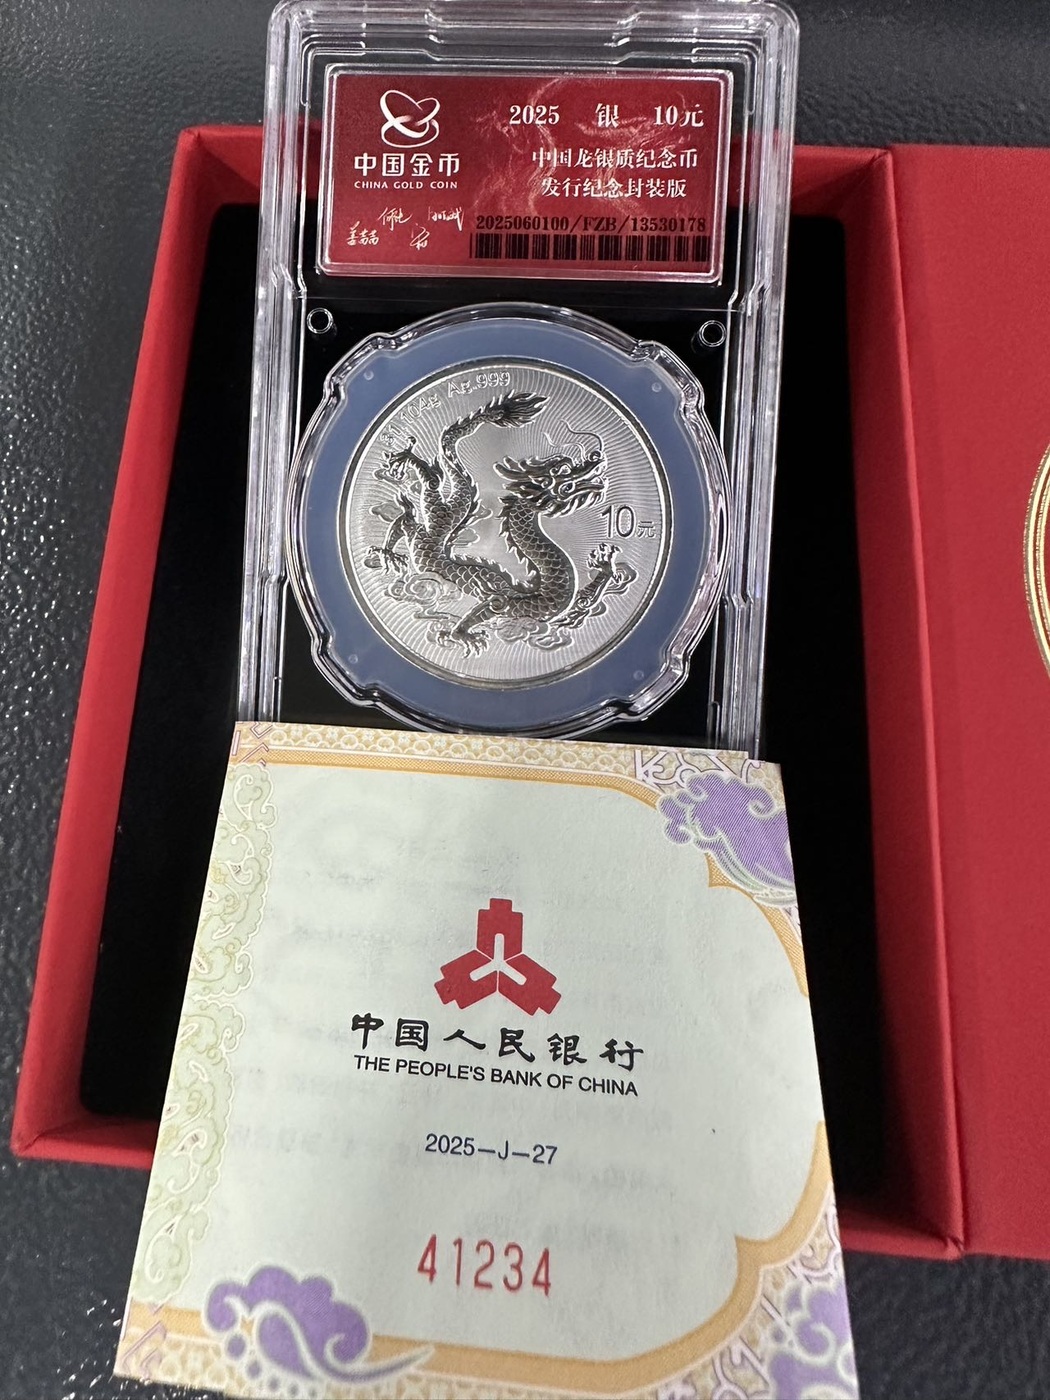 中国金币
CHINA GOLD COIN
2025 银 10元
中国龙银质纪念币
发行纪念封装版
2025060100/FZB/13530178
Ag.999
10元
中国人民银行
THE PEOPLE'S BANK OF CHINA
2025-J-27
41234